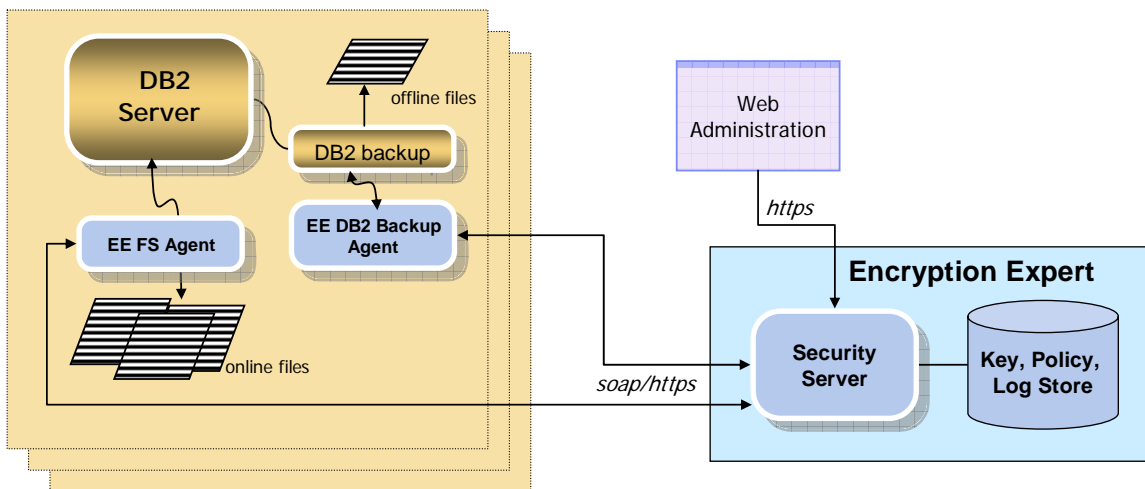 DB2
Server
offline files
DB2 backup
EE FS Agent
EE DB2 Backup
Agent
online files
Web
Administration
https
soap/https
Encryption Expert
Security
Server
Key, Policy,
Log Store